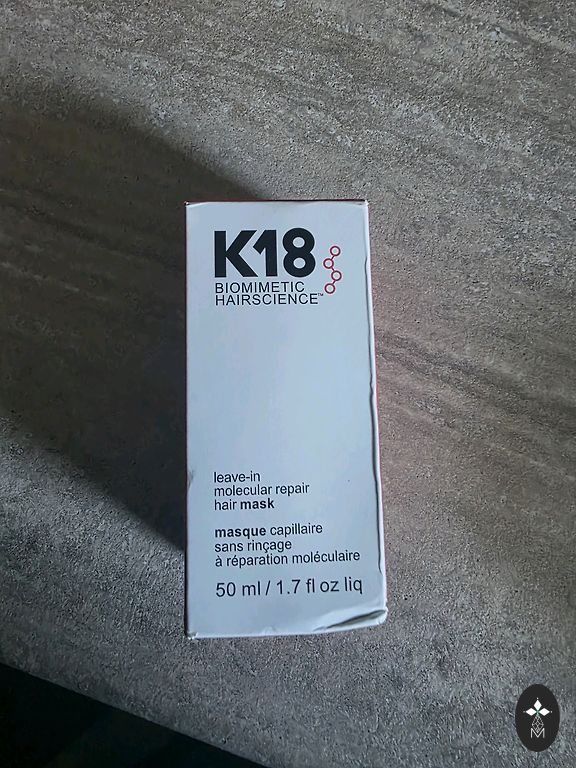 K18
BIOMIMETIC
HAIRSCIENCE™
leave-in
molecular repair
hair mask
masque capillaire
sans rinçage
à réparation moléculaire
50 ml / 1.7 fl oz liq
M